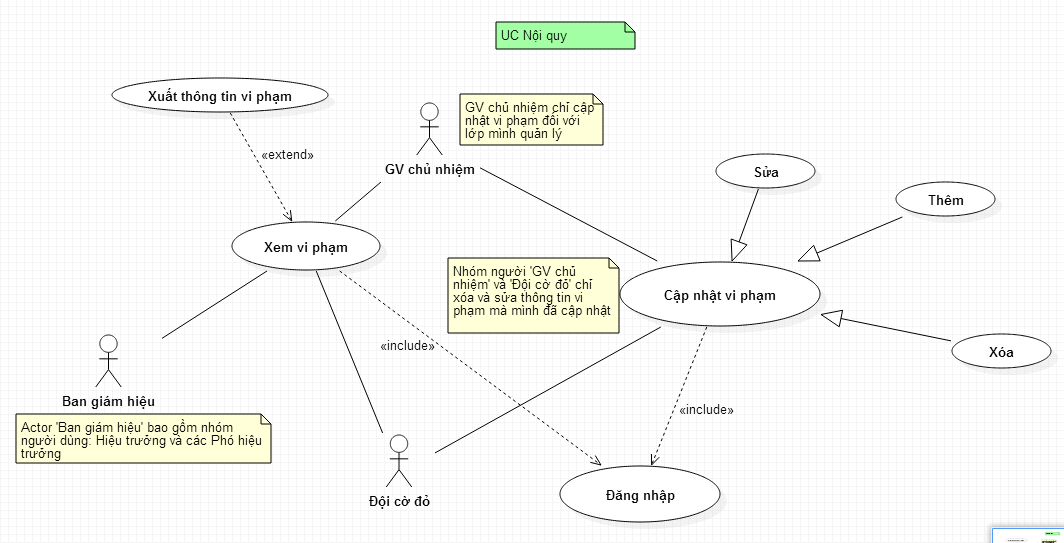 UC Nội quy
Xuất thông tin vi phạm
GV chủ nhiệm chỉ cập
nhật vi phạm đối với
lớp mình quản lý
«extend»
GV chủ nhiệm
Sửa
Thêm
Xem vi phạm
Nhóm người 'GV chủ
nhiệm' và 'Đội cờ đỏ' chỉ
xóa và sửa thông tin vi
phạm mà mình đã cập nhật
Cập nhật vi phạm
«include»
Xóa
Ban giám hiệu
«include»
Actor 'Ban giám hiệu' bao gồm nhóm
người dùng: Hiệu trưởng và các Phó hiệu
trưởng
Đội cờ đỏ
Đăng nhập